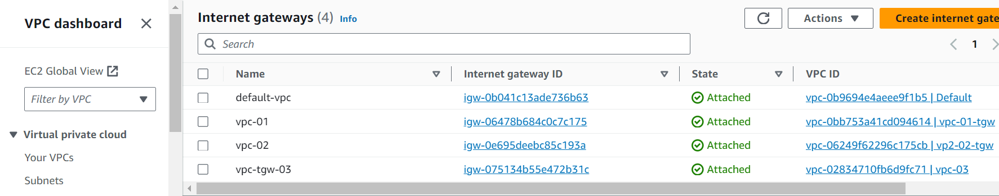 VPC dashboard
EC2 Global View
Filter by VPC
Virtual private cloud
Your VPCs
Subnets
Internet gateways (4) Info
Actions
Create internet gate
Search
1
Name Internet gateway ID State VPC ID
default-vpc igw-0b041c13ade736b63 Attached vpc-0b9694e4aeee9f1b5 | Default
vpc-01 igw-06478b684c0c7c175 Attached vpc-0bb753a41cd094614 | vpc-01-tgw
vpc-02 igw-0e695deebc85c193a Attached vpc-06249f62296c175cb | vp2-02-tgw
vpc-tgw-03 igw-075134b55e472b31c Attached vpc-02834710fb6d9fc71 | vpc-03